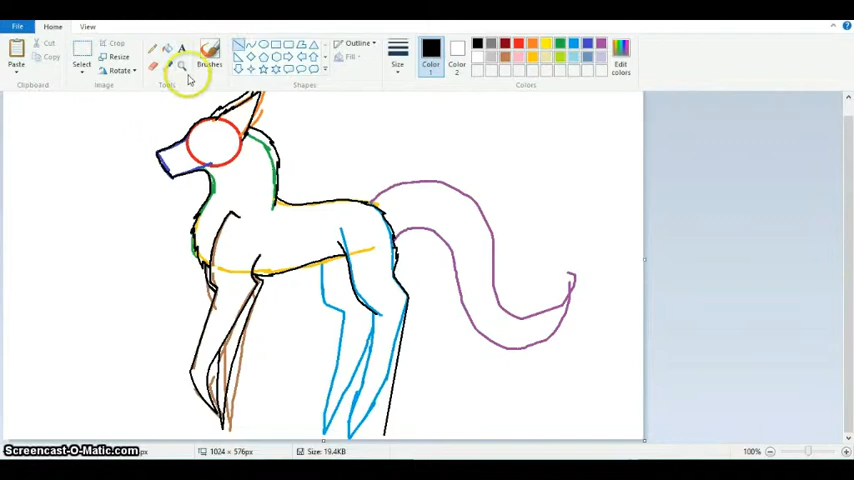 File Home View
Paste Cut Copy Clipboard
Select Crop Resize Rotate Image
A Tools
Brushes
Outline Fill Shapes
Size
Color 1
Color 2
Edit colors
Colors
Screencast-O-Matic.com px
1024 × 576px
Size: 19.4KB
100%